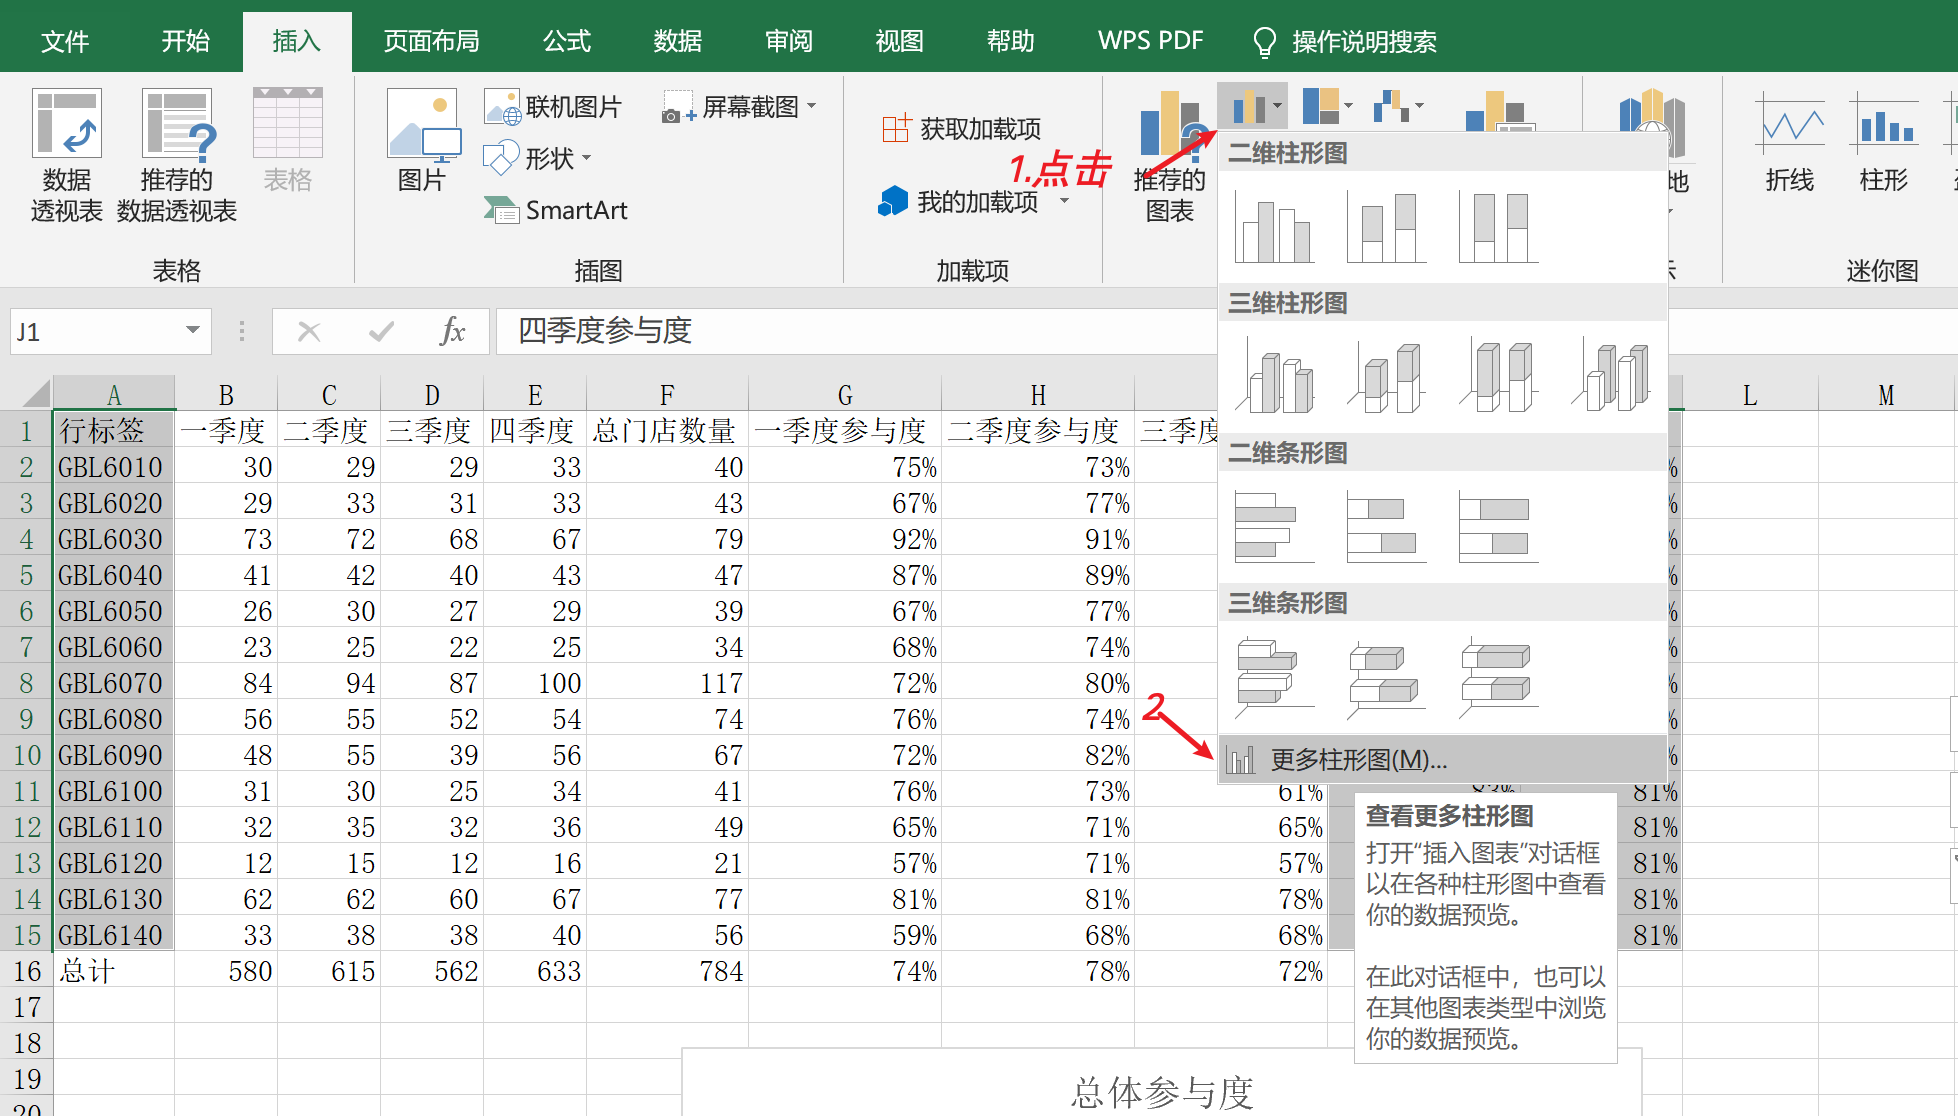 文件 开始 插入 页面布局 公式 数据 审阅 视图 帮助 WPS PDF 操作说明搜索
数据
透视表
推荐的
数据透视表
表格
表格
图片
联机图片
形状
SmartArt
屏幕截图
插图
获取加载项
我的加载项
加载项
1.点击
推荐的
图表
折线 柱形
迷你图
二维柱形图
三维柱形图
二维条形图
三维条形图
2
更多柱形图(M)...
查看更多柱形图
打开“插入图表”对话框
以在各种柱形图中查看
你的数据预览。
在此对话框中，也可以
在其他图表类型中浏览
你的数据预览。
J1 fx 四季度参与度
A B C D E F G H L M
1 行标签 一季度 二季度 三季度 四季度 总门店数量 一季度参与度 二季度参与度 三季度
2 GBL6010 30 29 29 33 40 75% 73% %
3 GBL6020 29 33 31 33 43 67% 77% %
4 GBL6030 73 72 68 67 79 92% 91% %
5 GBL6040 41 42 40 43 47 87% 89% %
6 GBL6050 26 30 27 29 39 67% 77% %
7 GBL6060 23 25 22 25 34 68% 74% %
8 GBL6070 84 94 87 100 117 72% 80% %
9 GBL6080 56 55 52 54 74 76% 74% %
10 GBL6090 48 55 39 56 67 72% 82% %
11 GBL6100 31 30 25 34 41 76% 73% 61% 83% 81%
12 GBL6110 32 35 32 36 49 65% 71% 65% 81%
13 GBL6120 12 15 12 16 21 57% 71% 57% 81%
14 GBL6130 62 62 60 67 77 81% 81% 78% 81%
15 GBL6140 33 38 38 40 56 59% 68% 68% 81%
16 总计 580 615 562 633 784 74% 78% 72%
17
18
19
20
总体参与度